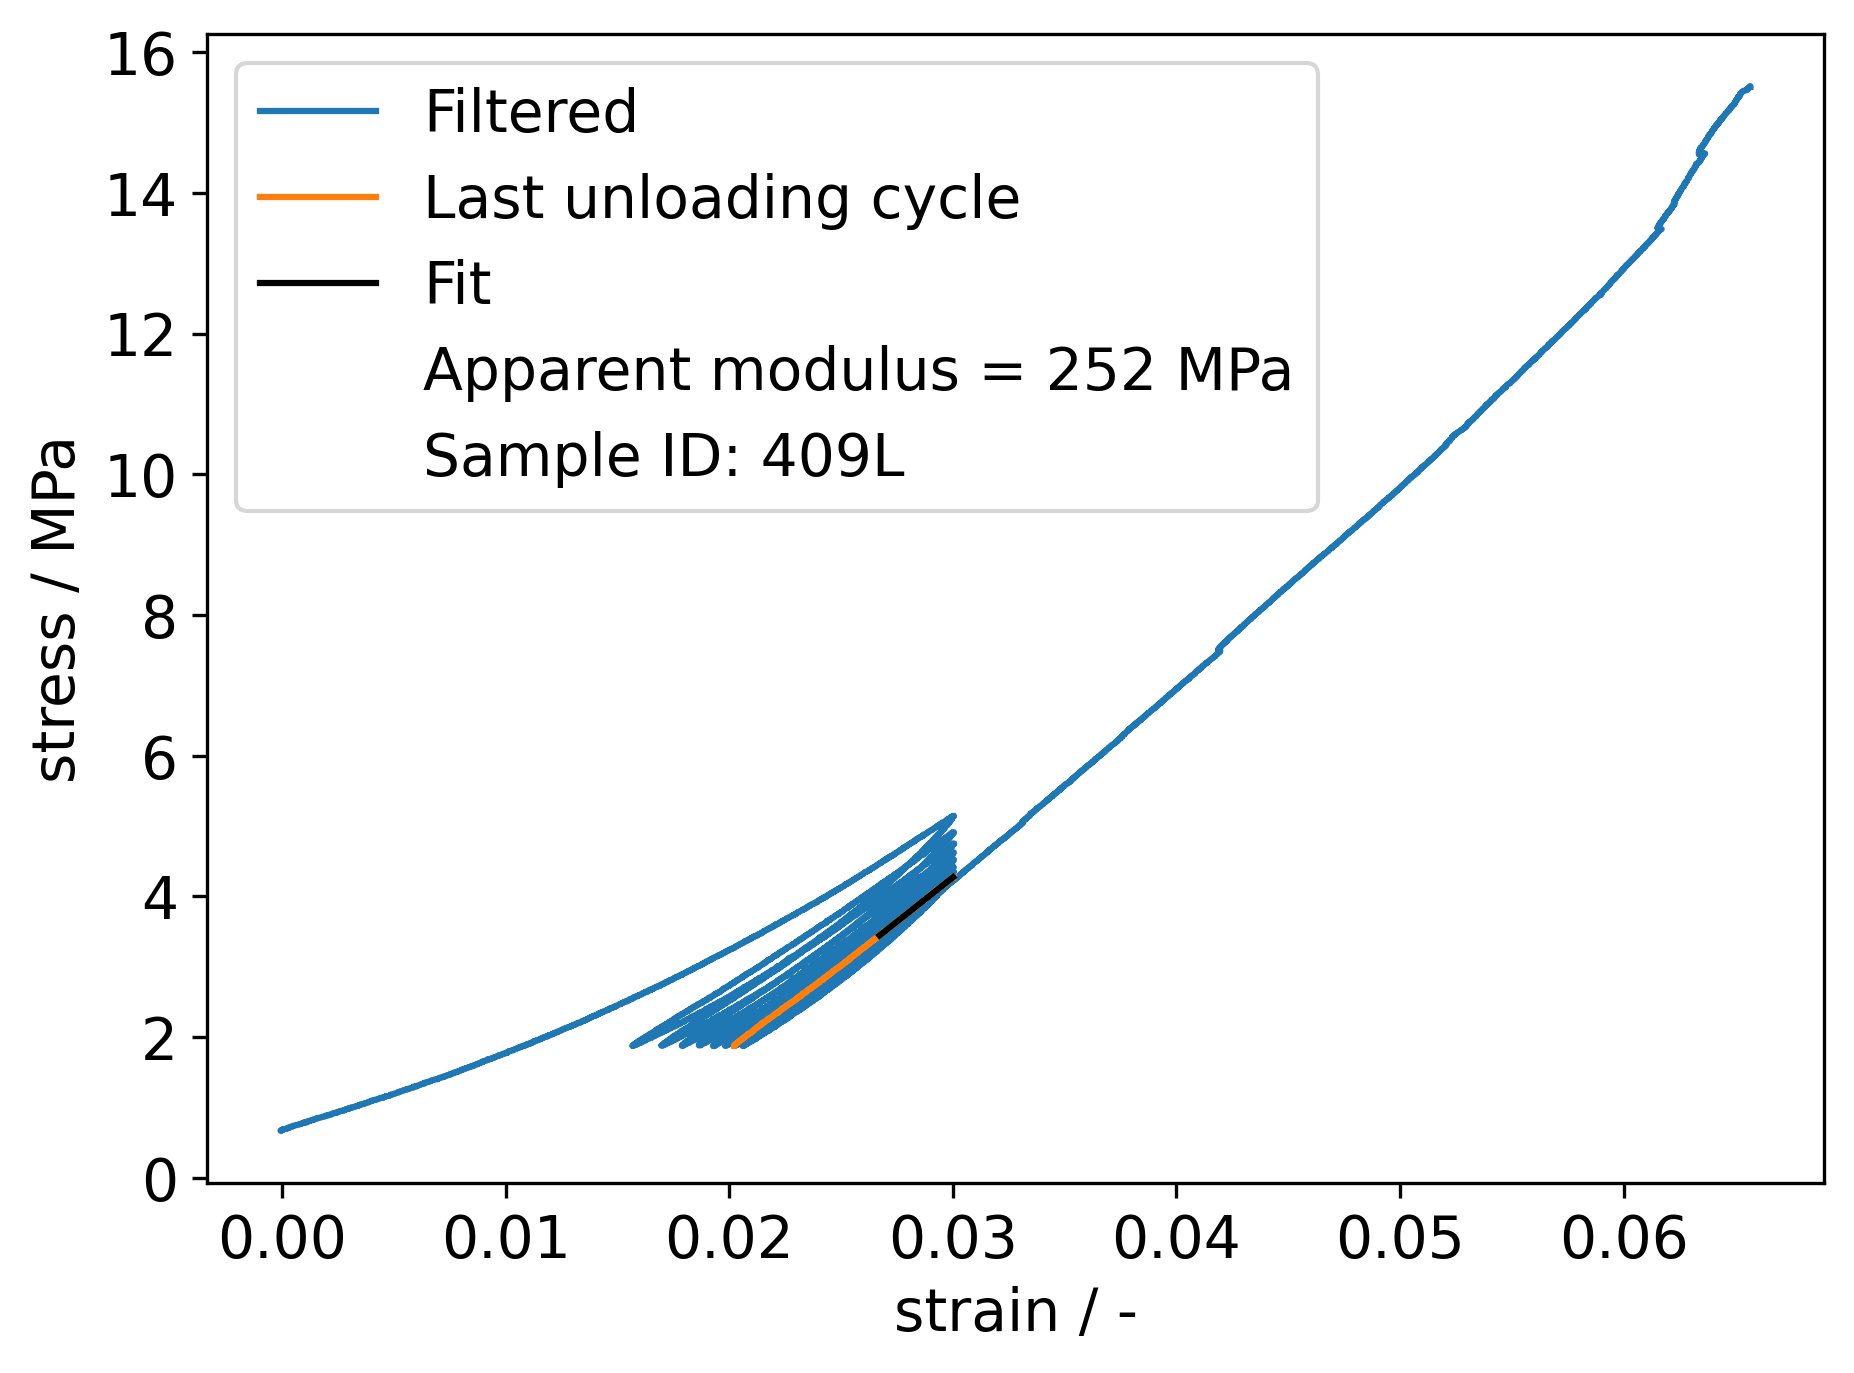 16
14
12
10
8
6
4
2
0
stress / MPa
Filtered
Last unloading cycle
Fit
Apparent modulus = 252 MPa
Sample ID: 409L
0.00 0.01 0.02 0.03 0.04 0.05 0.06
strain / -